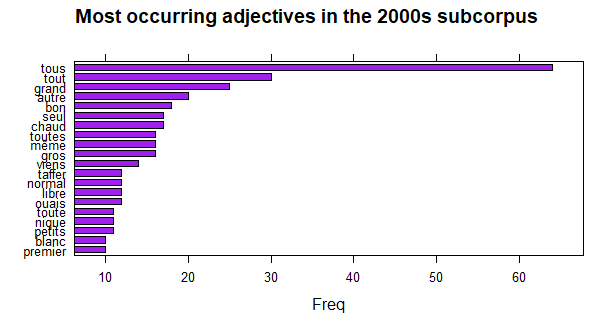 Most occurring adjectives in the 2000s subcorpus
tous
tout
grand
autre
bon
seul
chaud
toutes
même
gros
viens
taffer
normal
libre
ouais
toute
nique
petits
blanc
premier
10 20 30 40 50 60
Freq